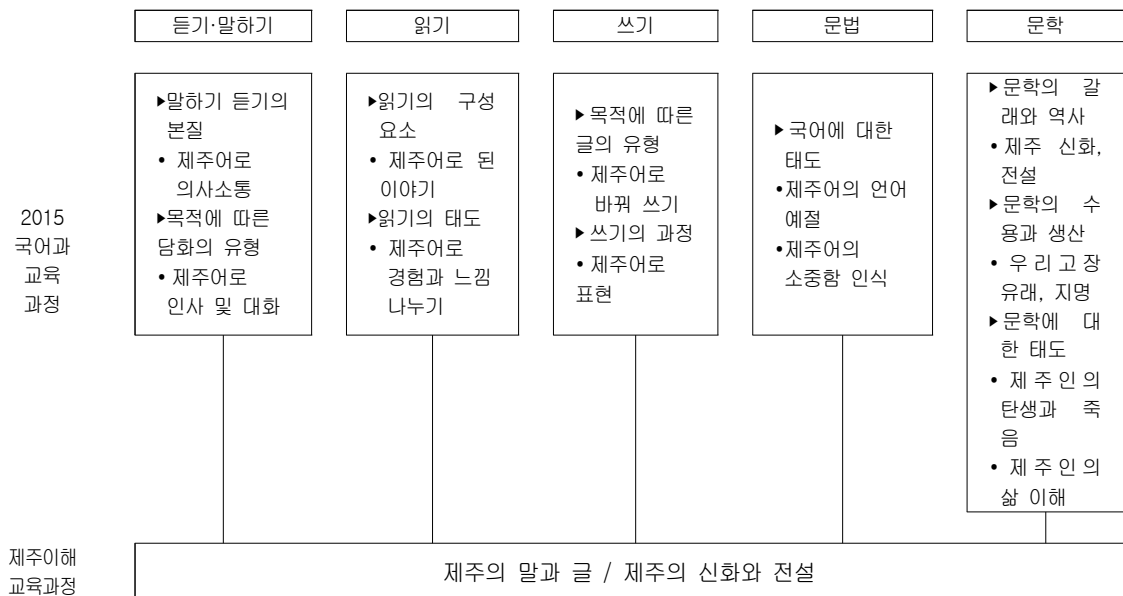 듣기·말하기
읽기
쓰기
문법
문학
2015
국어과
교육
과정
▶말하기 듣기의
본질
• 제주어로
의사소통
▶목적에 따른
담화의 유형
• 제주어로
인사 및 대화
▶읽기의 구성
요소
• 제주어로 된
이야기
▶읽기의 태도
• 제주어로
경험과 느낌
나누기
▶목적에 따른
글의 유형
• 제주어로
바꿔 쓰기
▶쓰기의 과정
• 제주어로
표현
▶국어에 대한
태도
•제주어의 언어
예절
•제주어의
소중함 인식
▶문학의 갈
래와 역사
•제주 신화,
전설
▶문학의 수
용과 생산
• 우리고장
유래, 지명
▶문학에 대
한 태도
• 제주인의
탄생과 죽
음
• 제주인의
삶 이해
제주이해
교육과정
제주의 말과 글 / 제주의 신화와 전설